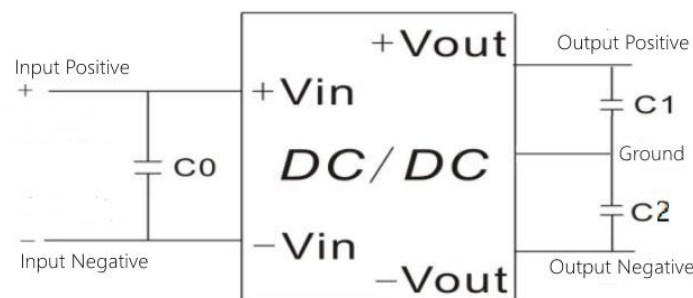 +Vout
Output Positive
Input Positive
+
+Vin
C1
C0
DC/DC
Ground
C2
−
−Vin
Input Negative
−Vout
Output Negative